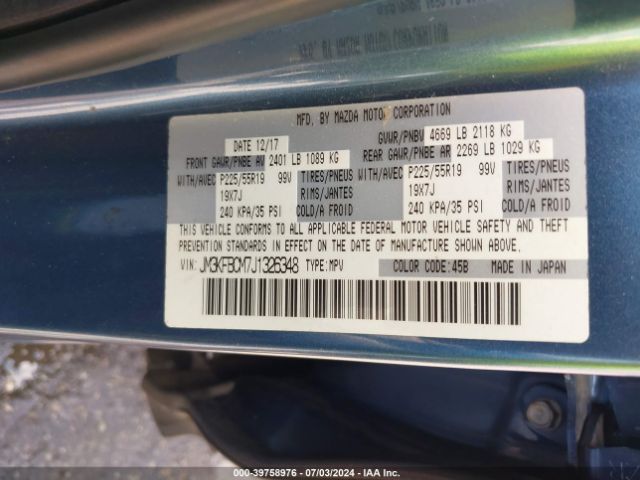 MFD. BY MAZDA MOTOR CORPORATION
DATE 12/17
GVWR/PNBV 4669 LB 2118 KG
FRONT GAWR/PNBE AV 2401 LB 1089 KG
REAR GAWR/PNBE AR 2269 LB 1029 KG
WITH/AVEC P225/55R19 99V TIRES/PNEUS WITH/AVEC P225/55R19 99V TIRES/PNEUS
19X7J RIMS/JANTES 19X7J RIMS/JANTES
240 KPA/35 PSI COLD/A FROID 240 KPA/35 PSI COLD/A FROID
THIS VEHICLE CONFORMS TO ALL APPLICABLE FEDERAL MOTOR VEHICLE SAFETY AND THEFT
PREVENTION STANDARDS IN EFFECT ON THE DATE OF MANUFACTURE SHOWN ABOVE.
VIN: JM3KFBCM7J1326348 TYPE: MPV COLOR CODE: 45B MADE IN JAPAN
000-39758976 | 07/03/2024 | IAA Inc.